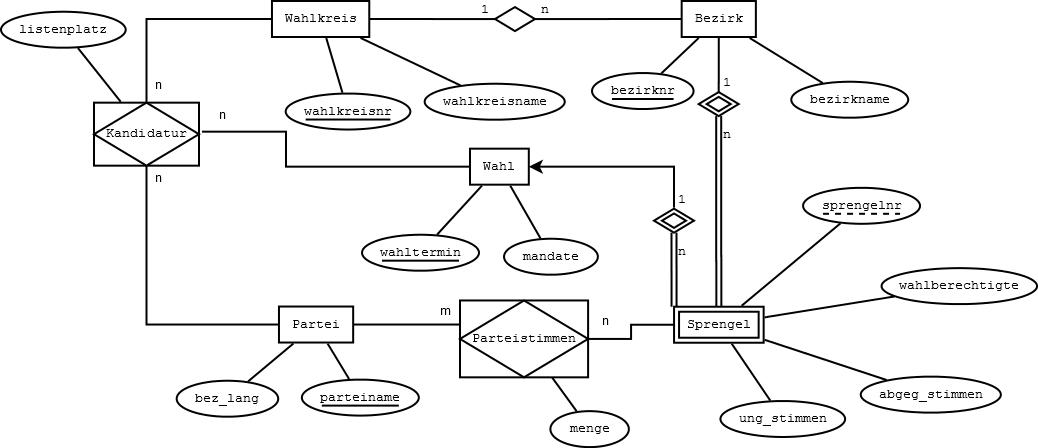 Wahlkreis
1
n
Bezirk
listenplatz
n
wahlkreisnr
wahlkreisname
bezirknr
1
bezirkname
Kandidatur
n
n
n
Wahl
1
sprengelnr
n
wahltermin
mandate
wahlberechtigte
Partei
m
Parteistimmen
n
Sprengel
bez_lang
parteiname
menge
ung_stimmen
abgeg_stimmen